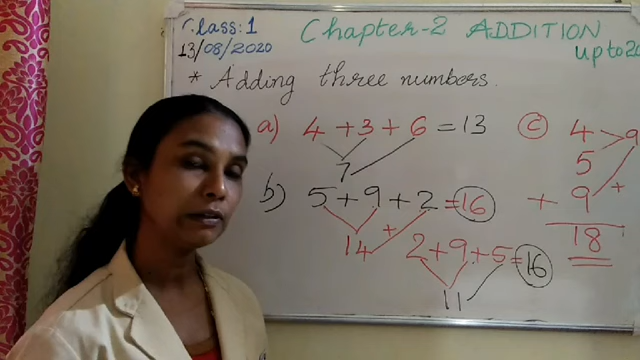 Class:1 Chapter-2 ADDITION
13/08/2020 up to 20
* Adding three numbers.
a) 4 + 3 + 6 = 13
7
b) 5 + 9 + 2 = 16
14 +
2 + 9 + 5 = 16
11
c 4 > 9
5
+ 9 +
18